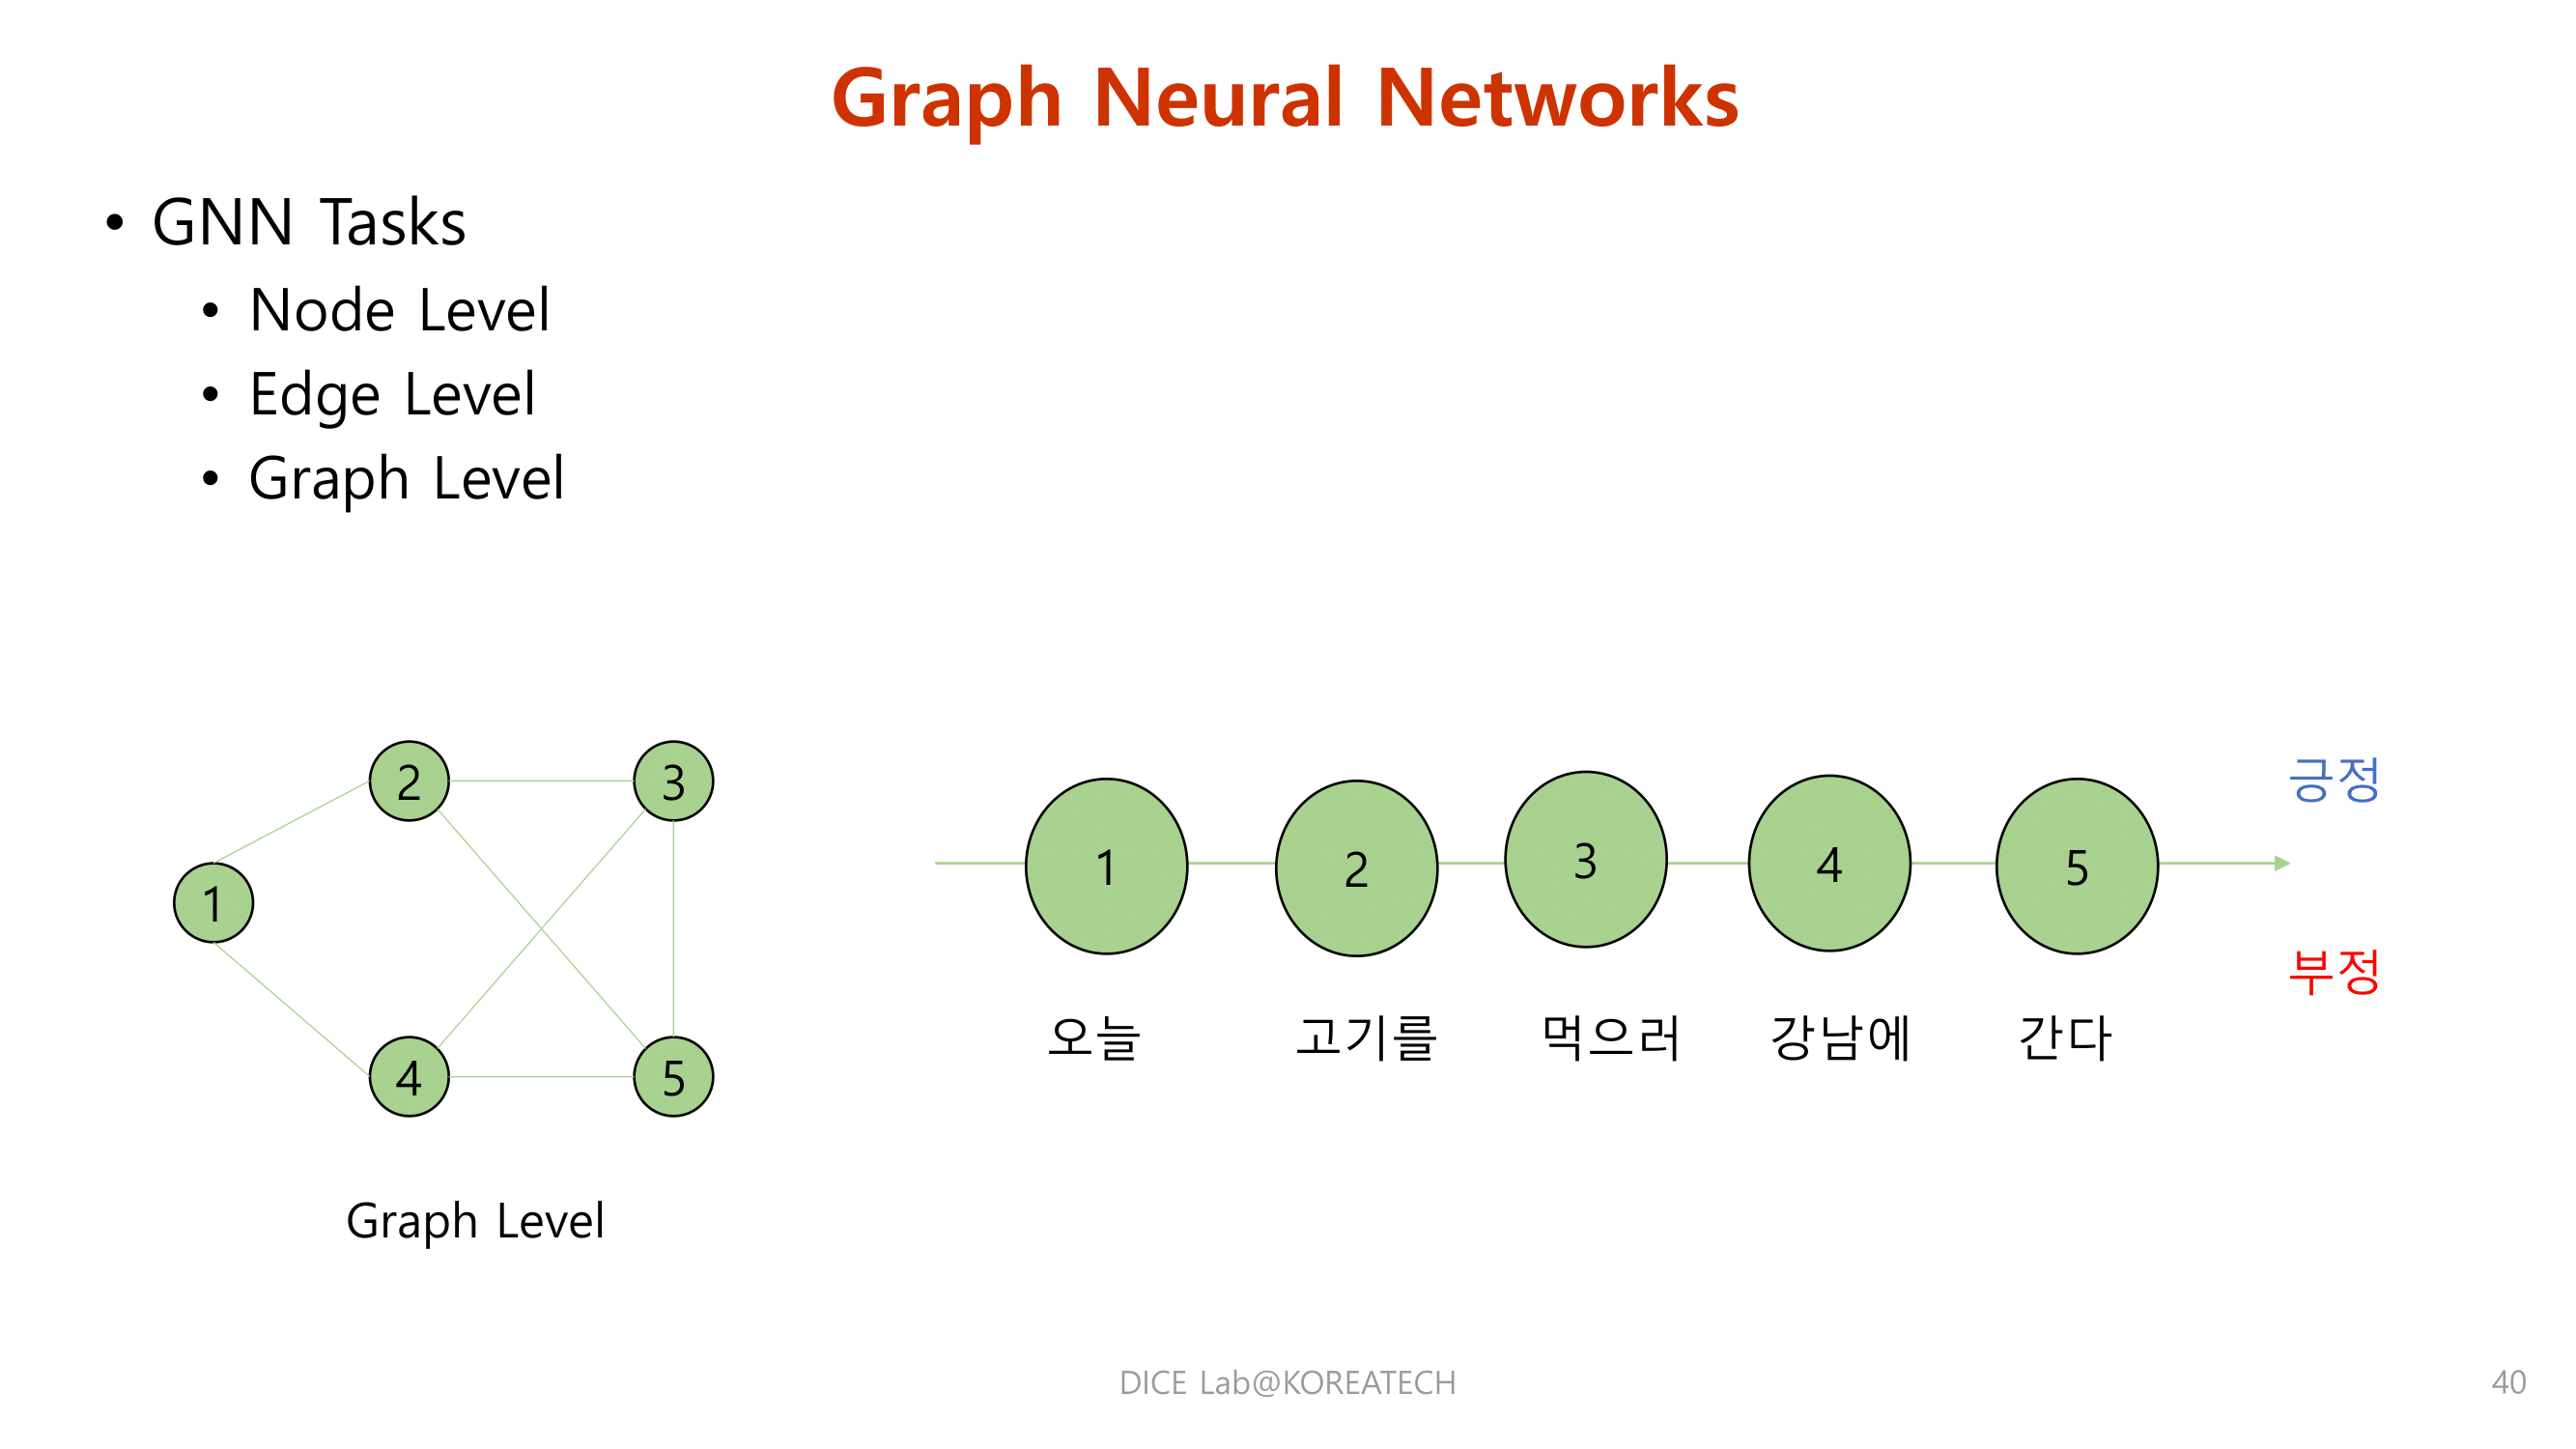 Graph Neural Networks
• GNN Tasks
• Node Level
• Edge Level
• Graph Level
2
3
1
4
5
Graph Level
1
2
3
4
5
긍정
부정
오늘 고기를 먹으러 강남에 간다
DICE Lab@KOREATECH
40